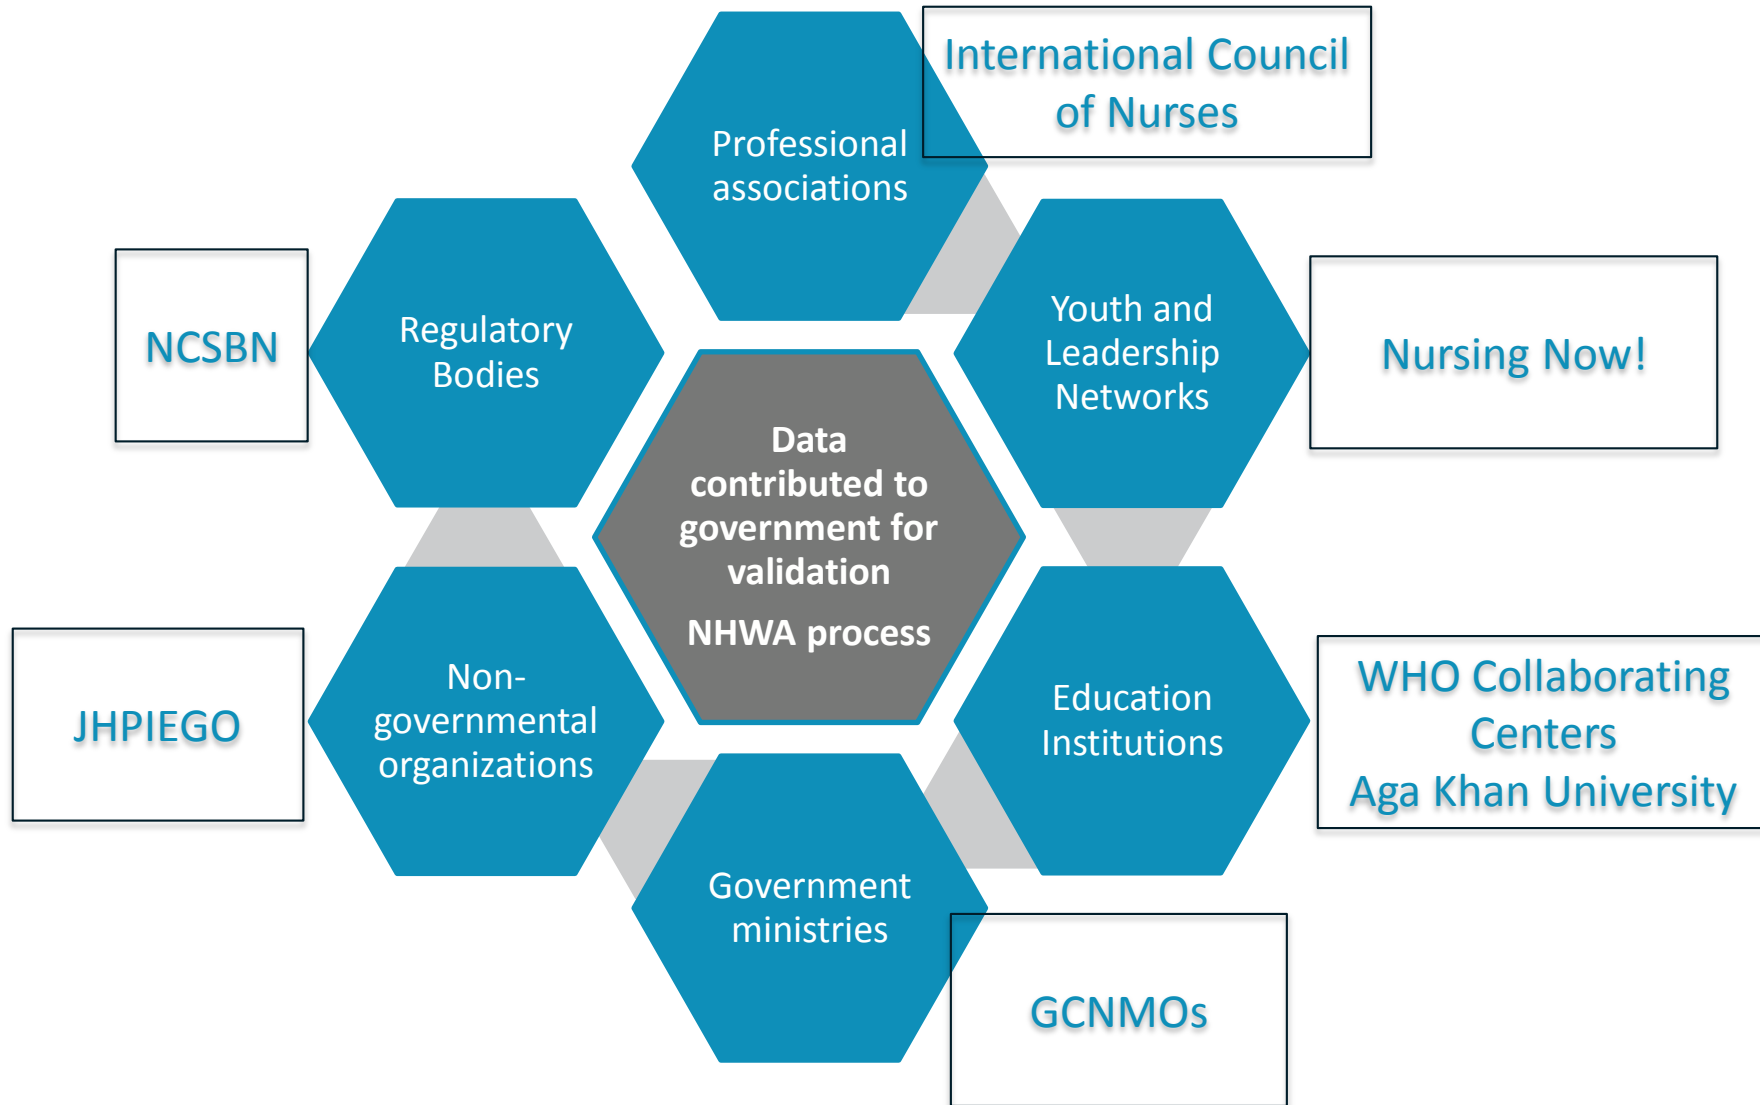 International Council
of Nurses
Professional
associations
NCSBN
Regulatory
Bodies
Youth and
Leadership
Networks
Nursing Now!
Data
contributed to
government for
validation
NHWA process
JHPIEGO
Non-
governmental
organizations
Education
Institutions
WHO Collaborating
Centers
Aga Khan University
Government
ministries
GCNMOs